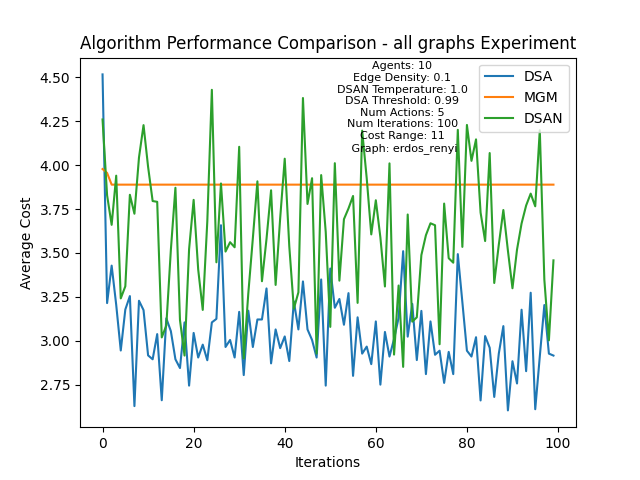 Algorithm Performance Comparison - all graphs Experiment
Agents: 10
Edge Density: 0.1
DSAN Temperature: 1.0
DSA Threshold: 0.99
Num Actions: 5
Num Iterations: 100
Cost Range: 11
Graph: erdos_renyi
DSA
MGM
DSAN
Average Cost
4.50
4.25
4.00
3.75
3.50
3.25
3.00
2.75
0 20 40 60 80 100
Iterations